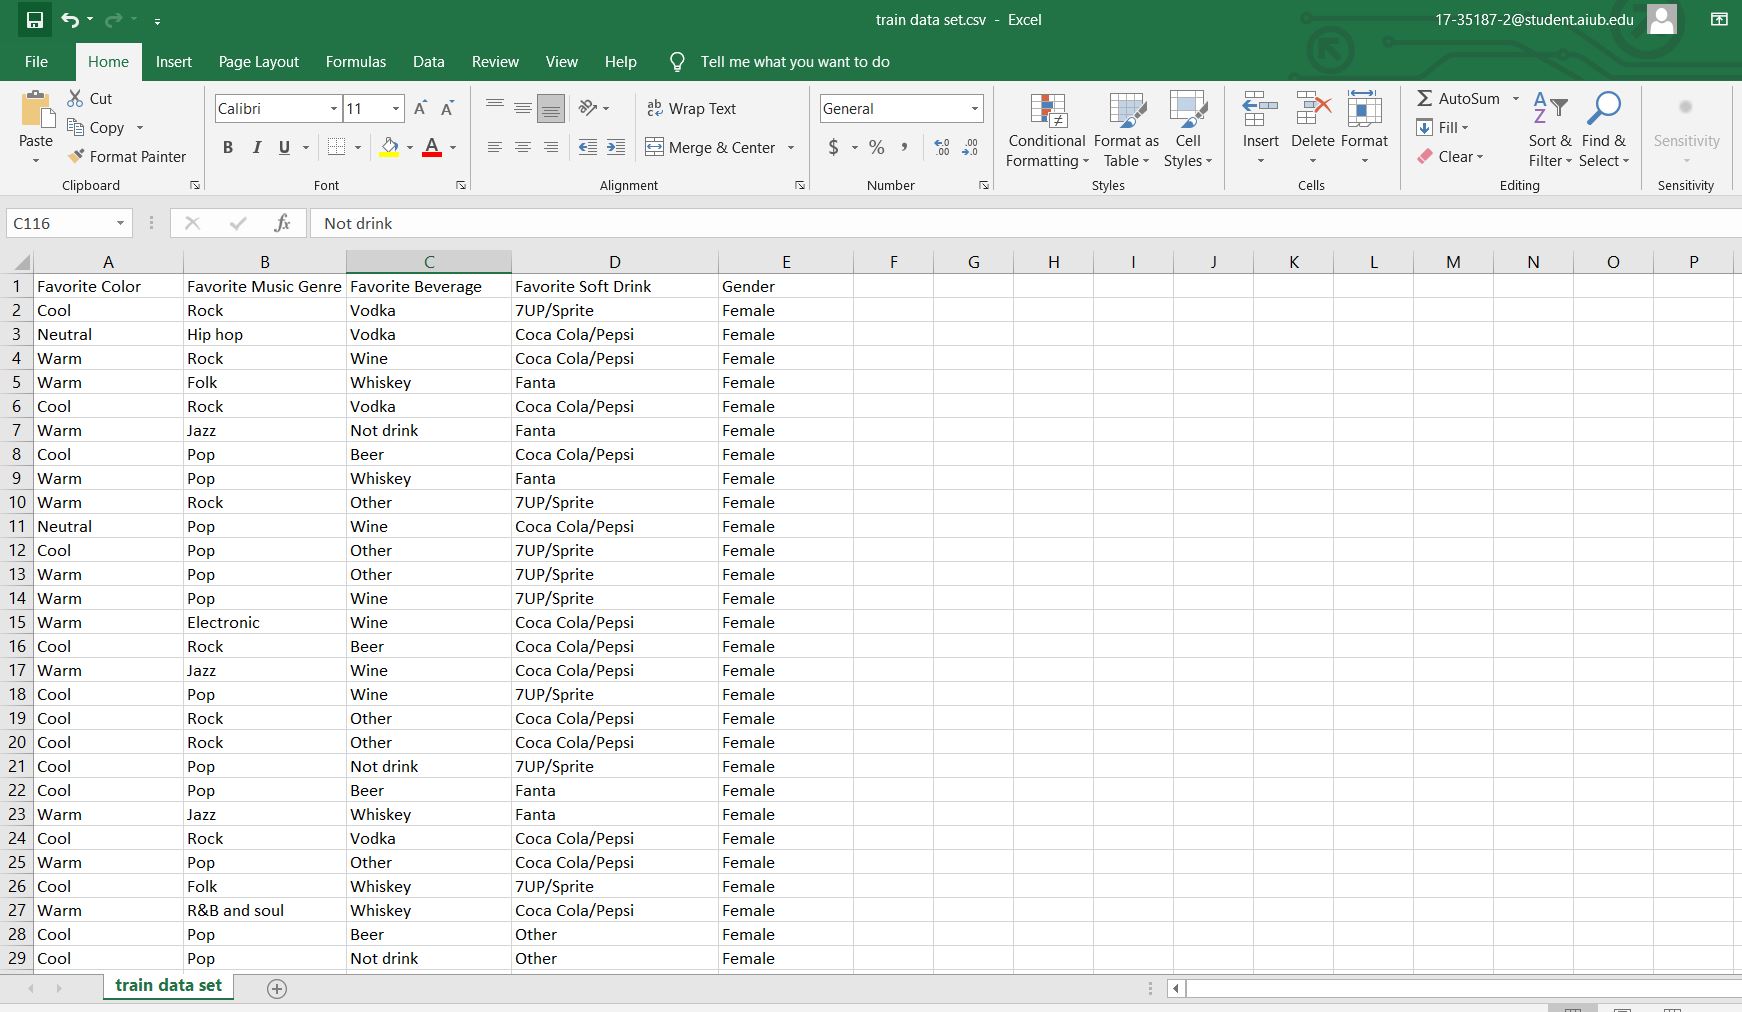 train data set.csv - Excel
17-35187-2@student.aiub.edu
File Home Insert Page Layout Formulas Data Review View Help Tell me what you want to do
Paste
Cut
Copy
Format Painter
Clipboard
Calibri 11 A A
B I U A
Font
ab Wrap Text
Merge & Center
Alignment
General
$ % , .0 .00 .00 .0
Number
Conditional Formatting
Format as Table
Cell Styles
Styles
Insert Delete Format
Cells
AutoSum
Fill
Clear
Sort & Filter
Find & Select
Editing
Sensitivity
Sensitivity
C116 fx Not drink
A B C D E F G H I J K L M N O P
1 Favorite Color Favorite Music Genre Favorite Beverage Favorite Soft Drink Gender
2 Cool Rock Vodka 7UP/Sprite Female
3 Neutral Hip hop Vodka Coca Cola/Pepsi Female
4 Warm Rock Wine Coca Cola/Pepsi Female
5 Warm Folk Whiskey Fanta Female
6 Cool Rock Vodka Coca Cola/Pepsi Female
7 Warm Jazz Not drink Fanta Female
8 Cool Pop Beer Coca Cola/Pepsi Female
9 Warm Pop Whiskey Fanta Female
10 Warm Rock Other 7UP/Sprite Female
11 Neutral Pop Wine Coca Cola/Pepsi Female
12 Cool Pop Other 7UP/Sprite Female
13 Warm Pop Other 7UP/Sprite Female
14 Warm Pop Wine 7UP/Sprite Female
15 Warm Electronic Wine Coca Cola/Pepsi Female
16 Cool Rock Beer Coca Cola/Pepsi Female
17 Warm Jazz Wine Coca Cola/Pepsi Female
18 Cool Pop Wine 7UP/Sprite Female
19 Cool Rock Other Coca Cola/Pepsi Female
20 Cool Rock Other Coca Cola/Pepsi Female
21 Cool Pop Not drink 7UP/Sprite Female
22 Cool Pop Beer Fanta Female
23 Warm Jazz Whiskey Fanta Female
24 Cool Rock Vodka Coca Cola/Pepsi Female
25 Warm Pop Other Coca Cola/Pepsi Female
26 Cool Folk Whiskey 7UP/Sprite Female
27 Warm R&B and soul Whiskey Coca Cola/Pepsi Female
28 Cool Pop Beer Other Female
29 Cool Pop Not drink Other Female
train data set